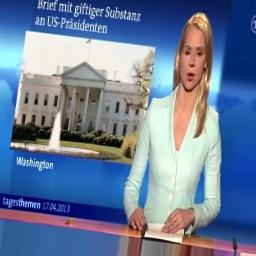 Brief mit giftiger Substanz
an US-Präsidenten
Washington
tagesthemen 17.04.2013